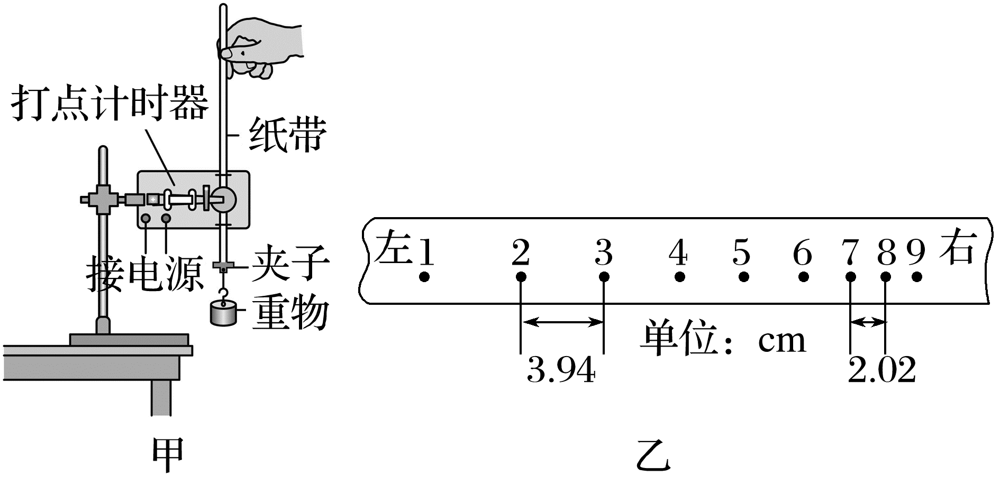 打点计时器
纸带
接电源
夹子
重物
甲
左 1 2 3 4 5 6 7 8 9 右
单位：cm
3.94 2.02
乙